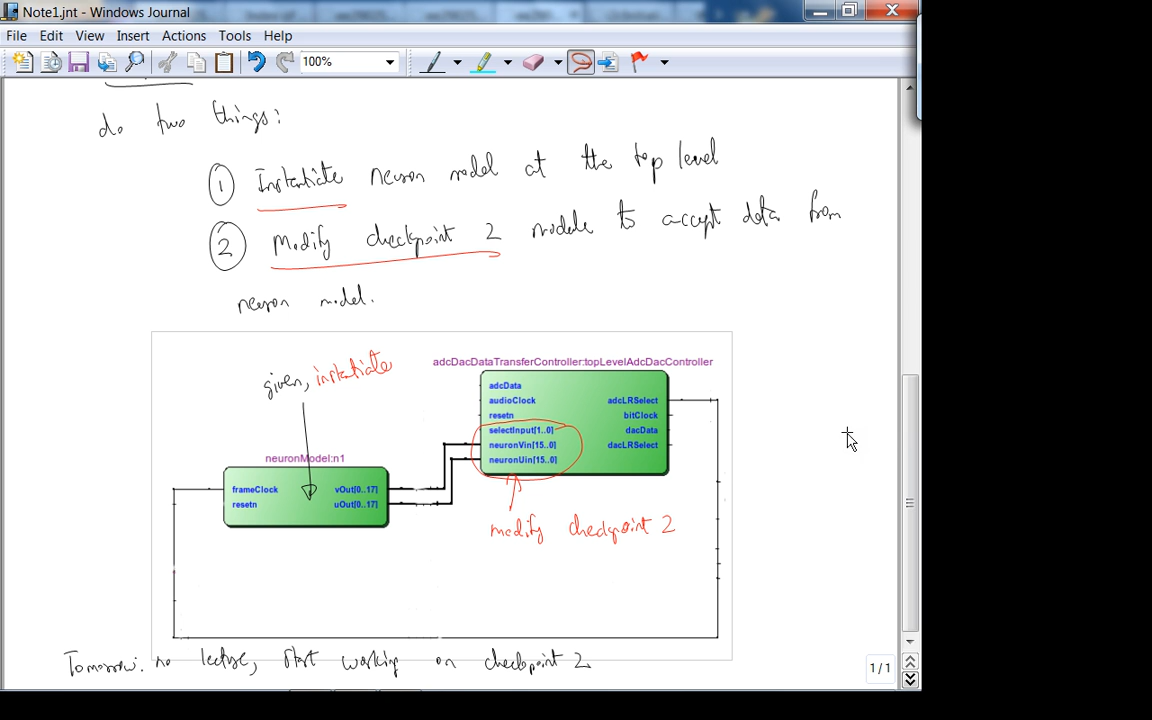 Note1.jnt - Windows Journal
File Edit View Insert Actions Tools Help
100%
do two things:
① Instantiate neuron model at the top level
② Modify checkpoint 2 module to accept data from
neuron model.
given, instantiate
adcDacDataTransferController:topLevelAdcDacController
adcData
audioClock adcLRSelect
resetn bitClock
selectInput[1..0] dacData
neuronVin[15..0] dacLRSelect
neuronUin[15..0]
neuronModel:n1
frameClock vOut[0..17]
resetn uOut[0..17]
modify checkpoint 2
Tomorrow: no lecture, start working on checkpoint 2
1/1